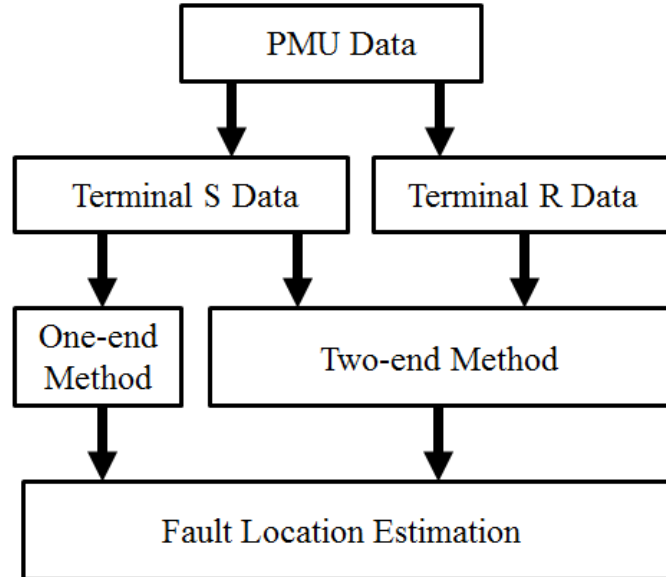 PMU Data
Terminal S Data
Terminal R Data
One-end
Method
Two-end Method
Fault Location Estimation